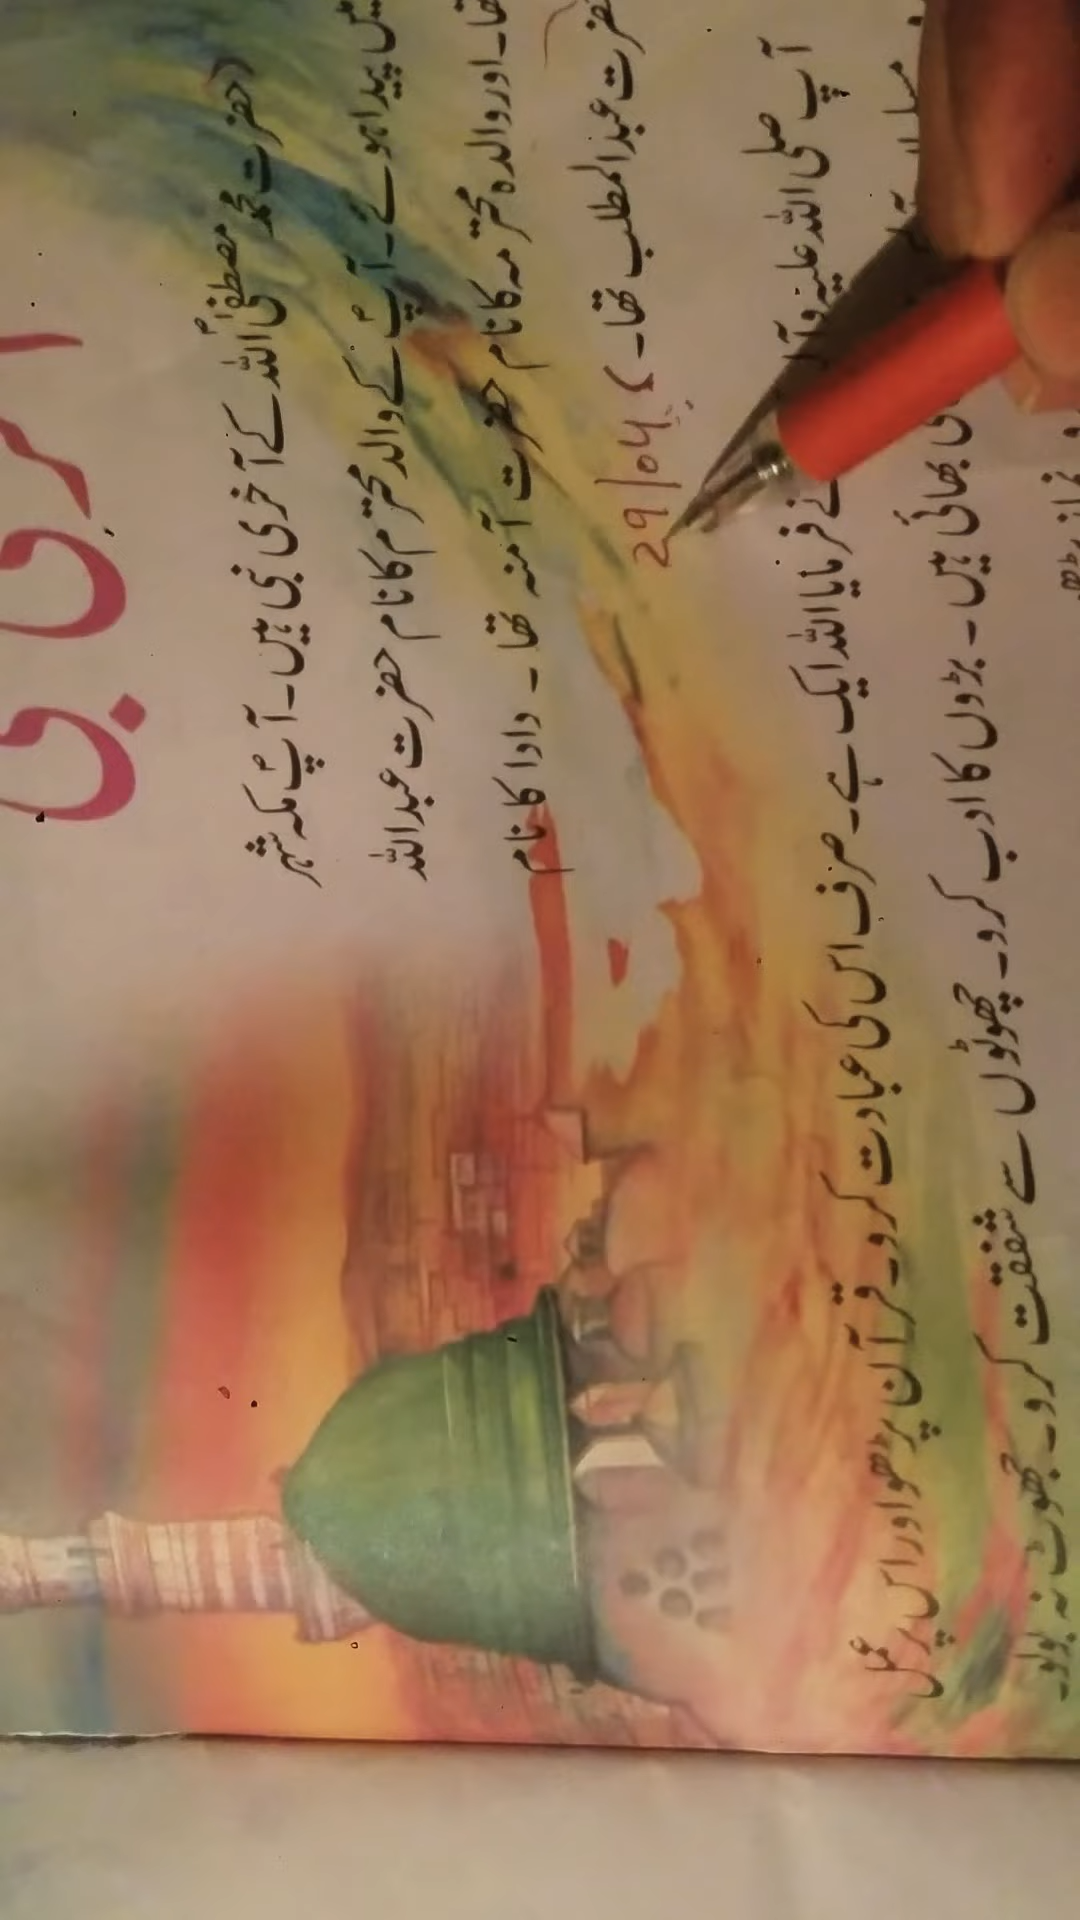 نبی
(حضرت محمد مصطفیٰؐ اللہ کے آخری نبی ہیں۔ آپؐ مکہ شہر
میں پیدا ہوئے۔ آپؐ کے والد محترم کا نام حضرت عبداللہ
تھا۔ اور والدہ محترمہ کا نام حضرت آمنہ تھا۔ دادا کا نام
حضرت عبدالمطلب تھا۔
29/04
آپ صلی اللہ علیہ وآلہ نے فرمایا اللہ ایک ہے۔ صرف اس کی عبادت کرو۔ قرآن پڑھو اور اس پر عمل
بھائی ہیں۔ بڑوں کا ادب کرو۔ چھوٹوں سے شفقت کرو۔ جھوٹ نہ بولو۔